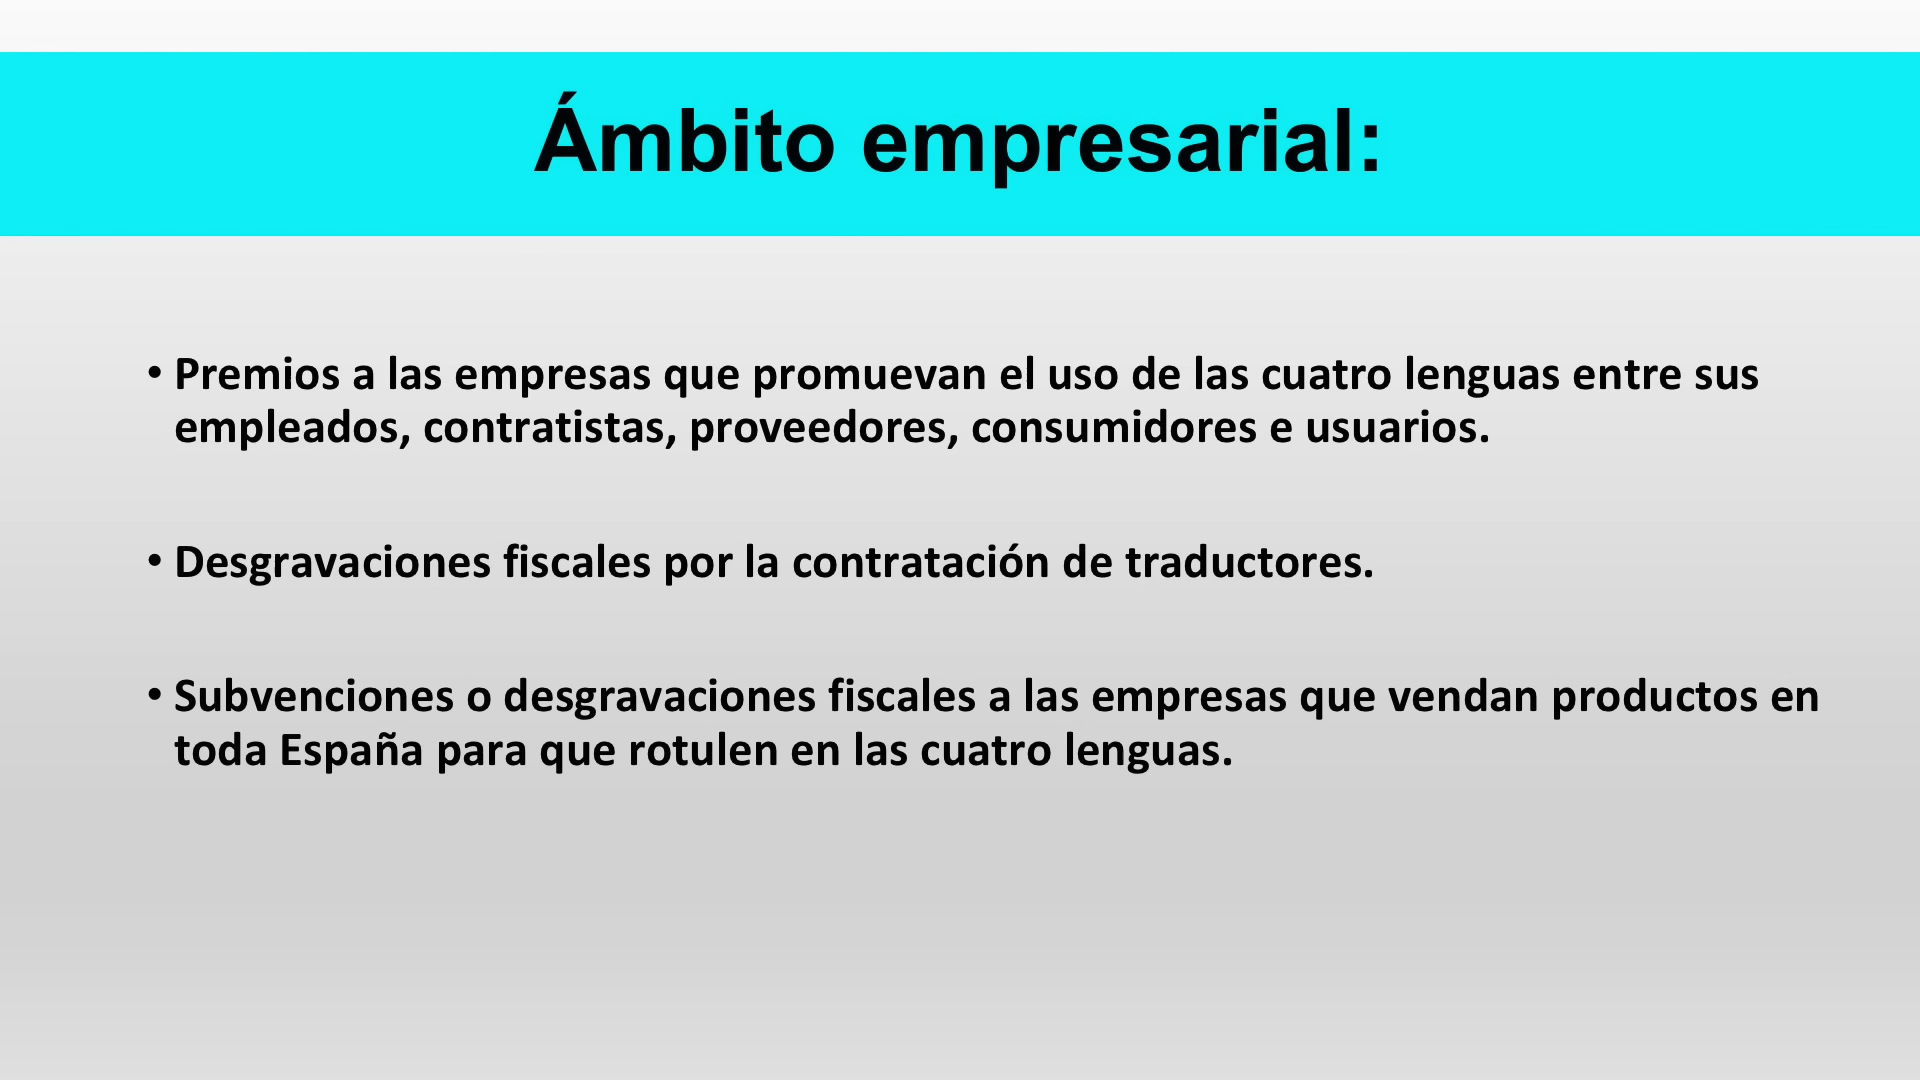 Ámbito empresarial:
• Premios a las empresas que promuevan el uso de las cuatro lenguas entre sus
empleados, contratistas, proveedores, consumidores e usuarios.
• Desgravaciones fiscales por la contratación de traductores.
• Subvenciones o desgravaciones fiscales a las empresas que vendan productos en
toda España para que rotulen en las cuatro lenguas.